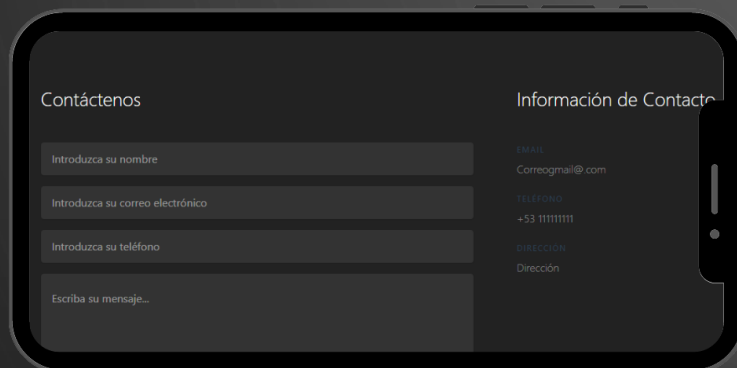 Contáctenos
Introduzca su nombre
Introduzca su correo electrónico
Introduzca su teléfono
Escriba su mensaje...
Información de Contacto
EMAIL
Correogmail@.com
TELÉFONO
+53 111111111
DIRECCIÓN
Dirección